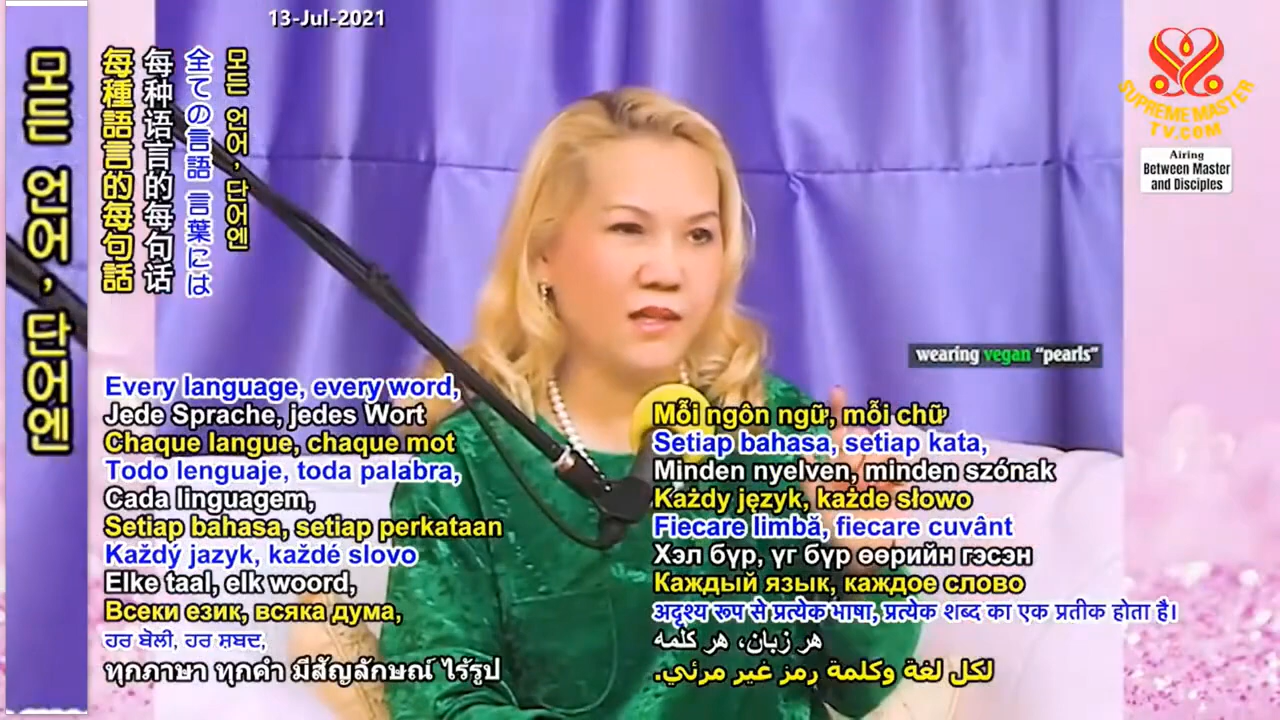 13-Jul-2021
모든 언어, 단어엔
每種語言的每句話
每种语言的每句话
全ての言語 言葉には
모든 언어, 단어엔
SUPREME MASTER
TV.COM
Airing
Between Master
and Disciples
wearing vegan “pearls”
Every language, every word,
Jede Sprache, jedes Wort
Chaque langue, chaque mot
Todo lenguaje, toda palabra,
Cada linguagem,
Setiap bahasa, setiap perkataan
Každý jazyk, každé slovo
Elke taal, elk woord,
Всеки език, всяка дума,
ਹਰ ਬੋਲੀ, ਹਰ ਸ਼ਬਦ,
ทุกภาษา ทุกคำ มีสัญลักษณ์ ไร้รูป
Mỗi ngôn ngữ, mỗi chữ
Setiap bahasa, setiap kata,
Minden nyelven, minden szónak
Każdy język, każde słowo
Fiecare limbă, fiecare cuvânt
Хэл бүр, үг бүр өөрийн гэсэн
Каждый язык, каждое слово
अदृश्य रूप से प्रत्येक भाषा, प्रत्येक शब्द का एक प्रतीक होता है।
هر زبان، هر کلمه
لكل لغة وكلمة رمز غير مرئي.